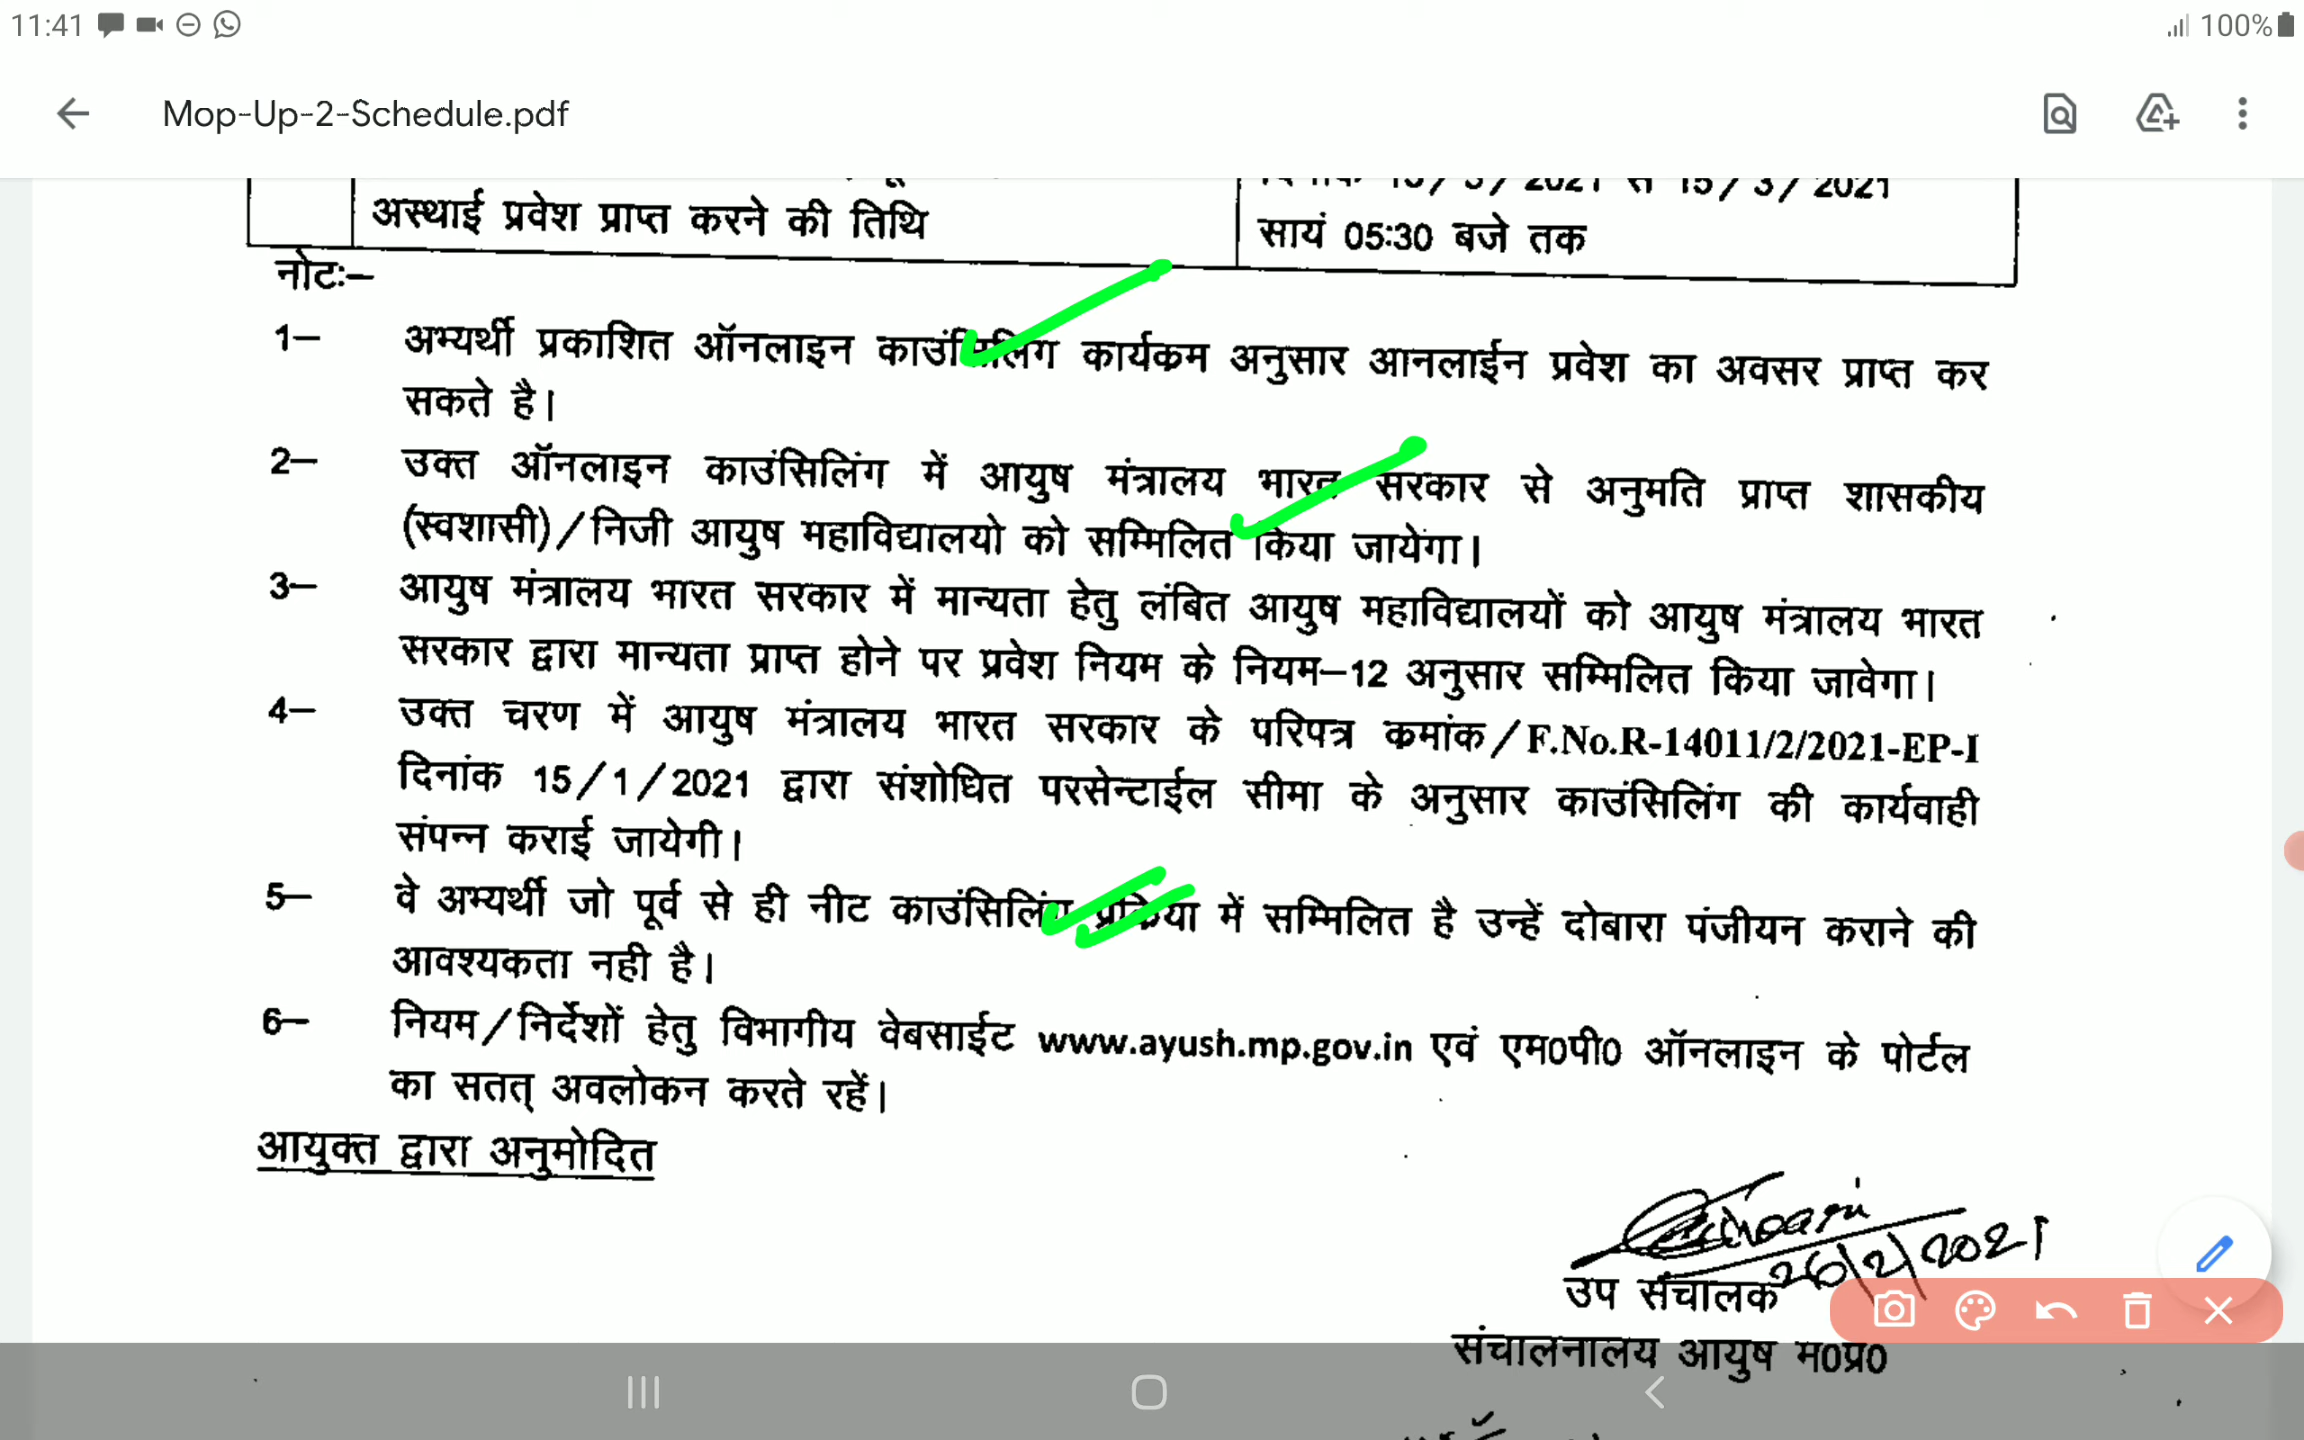 11:41
100%
Mop-Up-2-Schedule.pdf
अस्थाई प्रवेश प्राप्त करने की तिथि
सायं 05:30 बजे तक
नोटः–
1– अभ्यर्थी प्रकाशित ऑनलाइन काउंसिलिंग कार्यकम अनुसार आनलाईन प्रवेश का अवसर प्राप्त कर
सकते है।
2– उक्त ऑनलाइन काउंसिलिंग में आयुष मंत्रालय भारत सरकार से अनुमति प्राप्त शासकीय
(स्वशासी)/निजी आयुष महाविद्यालयो को सम्मिलित किया जायेगा।
3– आयुष मंत्रालय भारत सरकार में मान्यता हेतु लंबित आयुष महाविद्यालयों को आयुष मंत्रालय भारत
सरकार द्वारा मान्यता प्राप्त होने पर प्रवेश नियम के नियम–12 अनुसार सम्मिलित किया जावेगा।
4– उक्त चरण में आयुष मंत्रालय भारत सरकार के परिपत्र कमांक/F.No.R-14011/2/2021-EP-I
दिनांक 15/1/2021 द्वारा संशोधित परसेन्टाईल सीमा के अनुसार काउंसिलिंग की कार्यवाही
संपन्न कराई जायेगी।
5– वे अभ्यर्थी जो पूर्व से ही नीट काउंसिलिंग प्रकिया में सम्मिलित है उन्हें दोबारा पंजीयन कराने की
आवश्यकता नही है।
6– नियम/निर्देशों हेतु विभागीय वेबसाईट www.ayush.mp.gov.in एवं एम0पी0 ऑनलाइन के पोर्टल
का सतत् अवलोकन करते रहें।
आयुक्त द्वारा अनुमोदित
26/2/2021
उप संचालक
संचालनालय आयुष म0प्र0